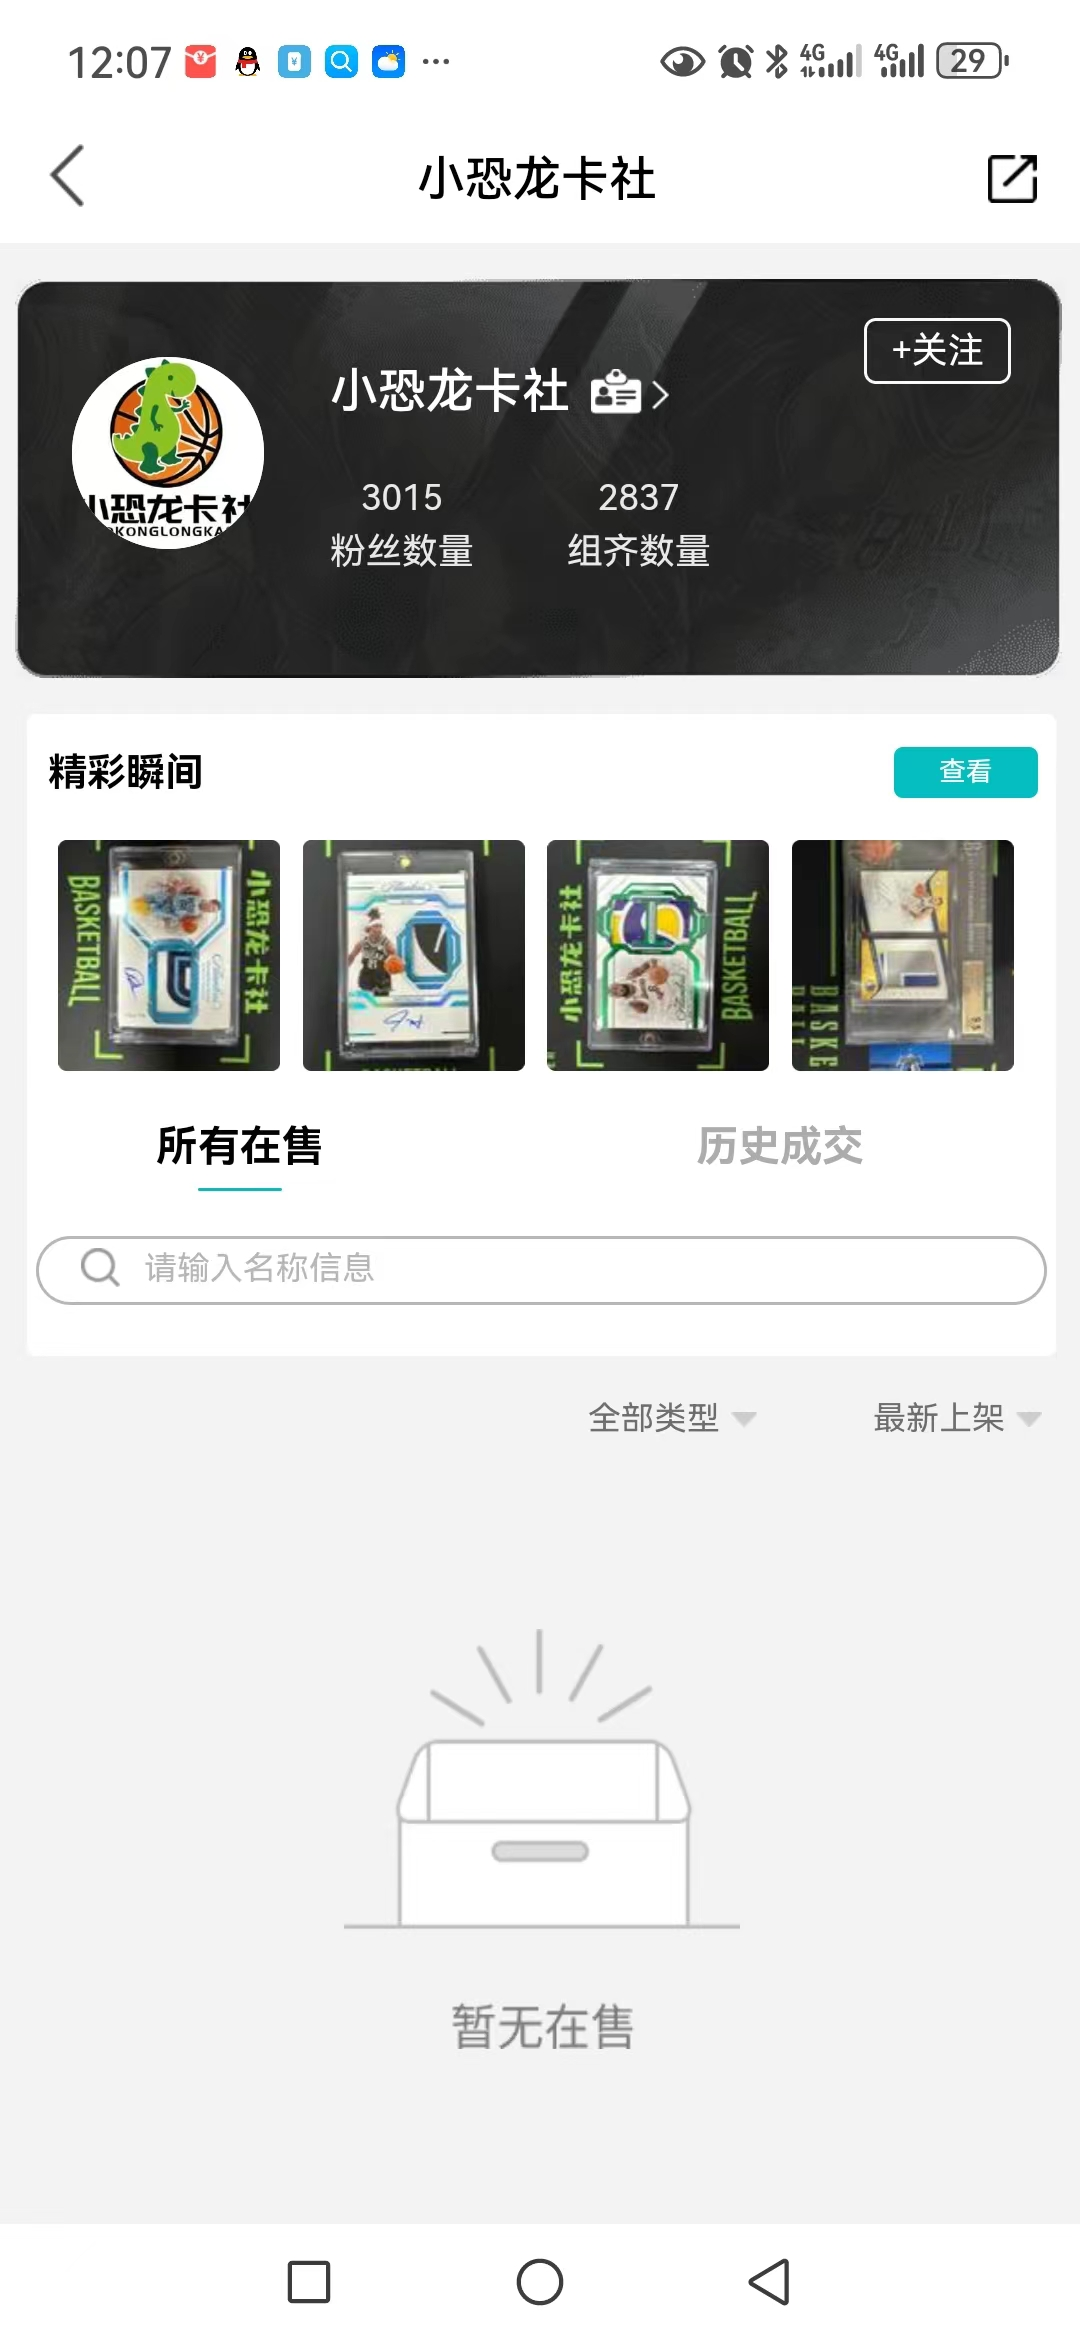 12:07
4G
4G
29
小恐龙卡社
+关注
小恐龙卡社
3015
2837
粉丝数量
组齐数量
小恐龙卡社
KONGLONGKA
精彩瞬间
查看
BASKETBALL
小恐龙卡社
小恐龙卡社
BASKETBALL
BASKE
所有在售
历史成交
请输入名称信息
全部类型
最新上架
暂无在售